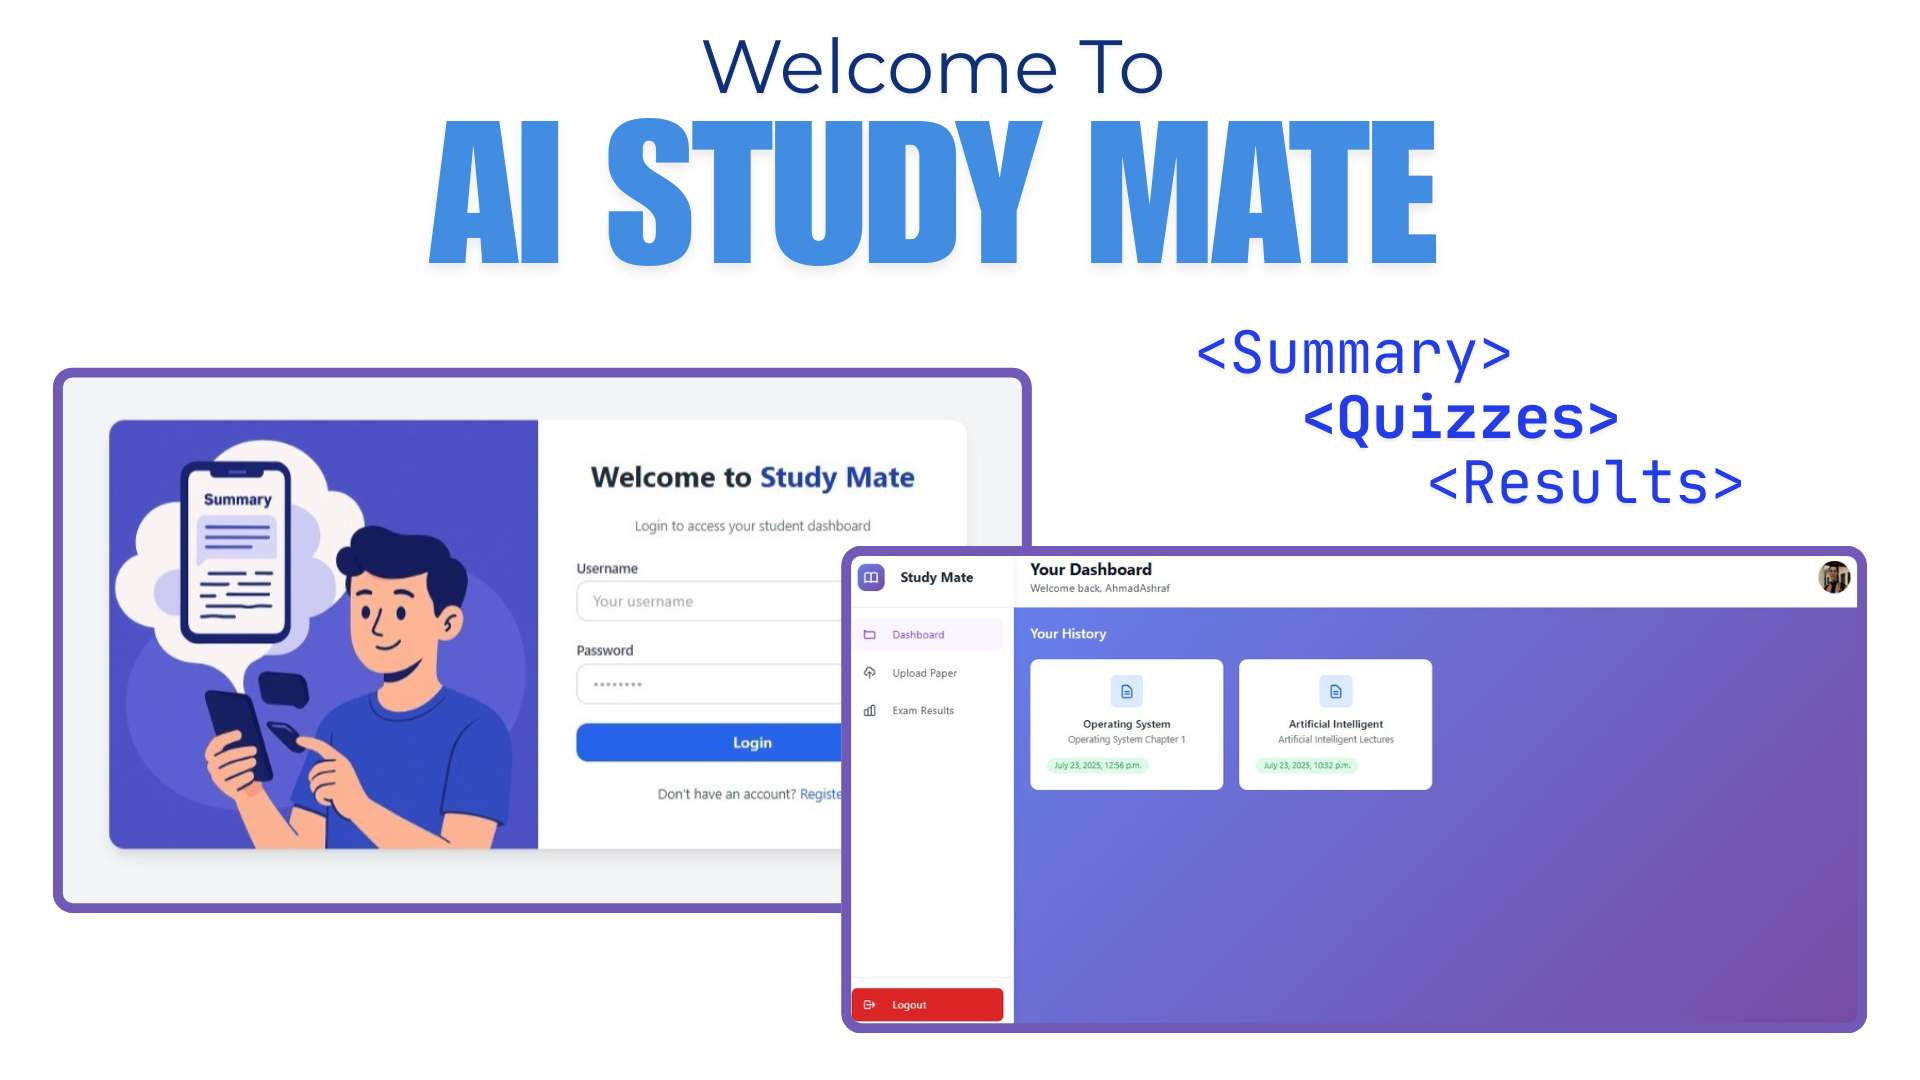 Welcome To
AI STUDY MATE
<Summary>
<Quizzes>
<Results>
Summary
Welcome to Study Mate
Login to access your student dashboard
Username
Your username
Password
Login
Don't have an account? Registe
Study Mate
Dashboard
Upload Paper
Exam Results
Logout
Your Dashboard
Welcome back, AhmadAshraf
Your History
Operating System
Operating System Chapter 1
July 23, 2025, 12:56 p.m.
Artificial Intelligent
Artificial Intelligent Lectures
July 23, 2025, 10:32 p.m.